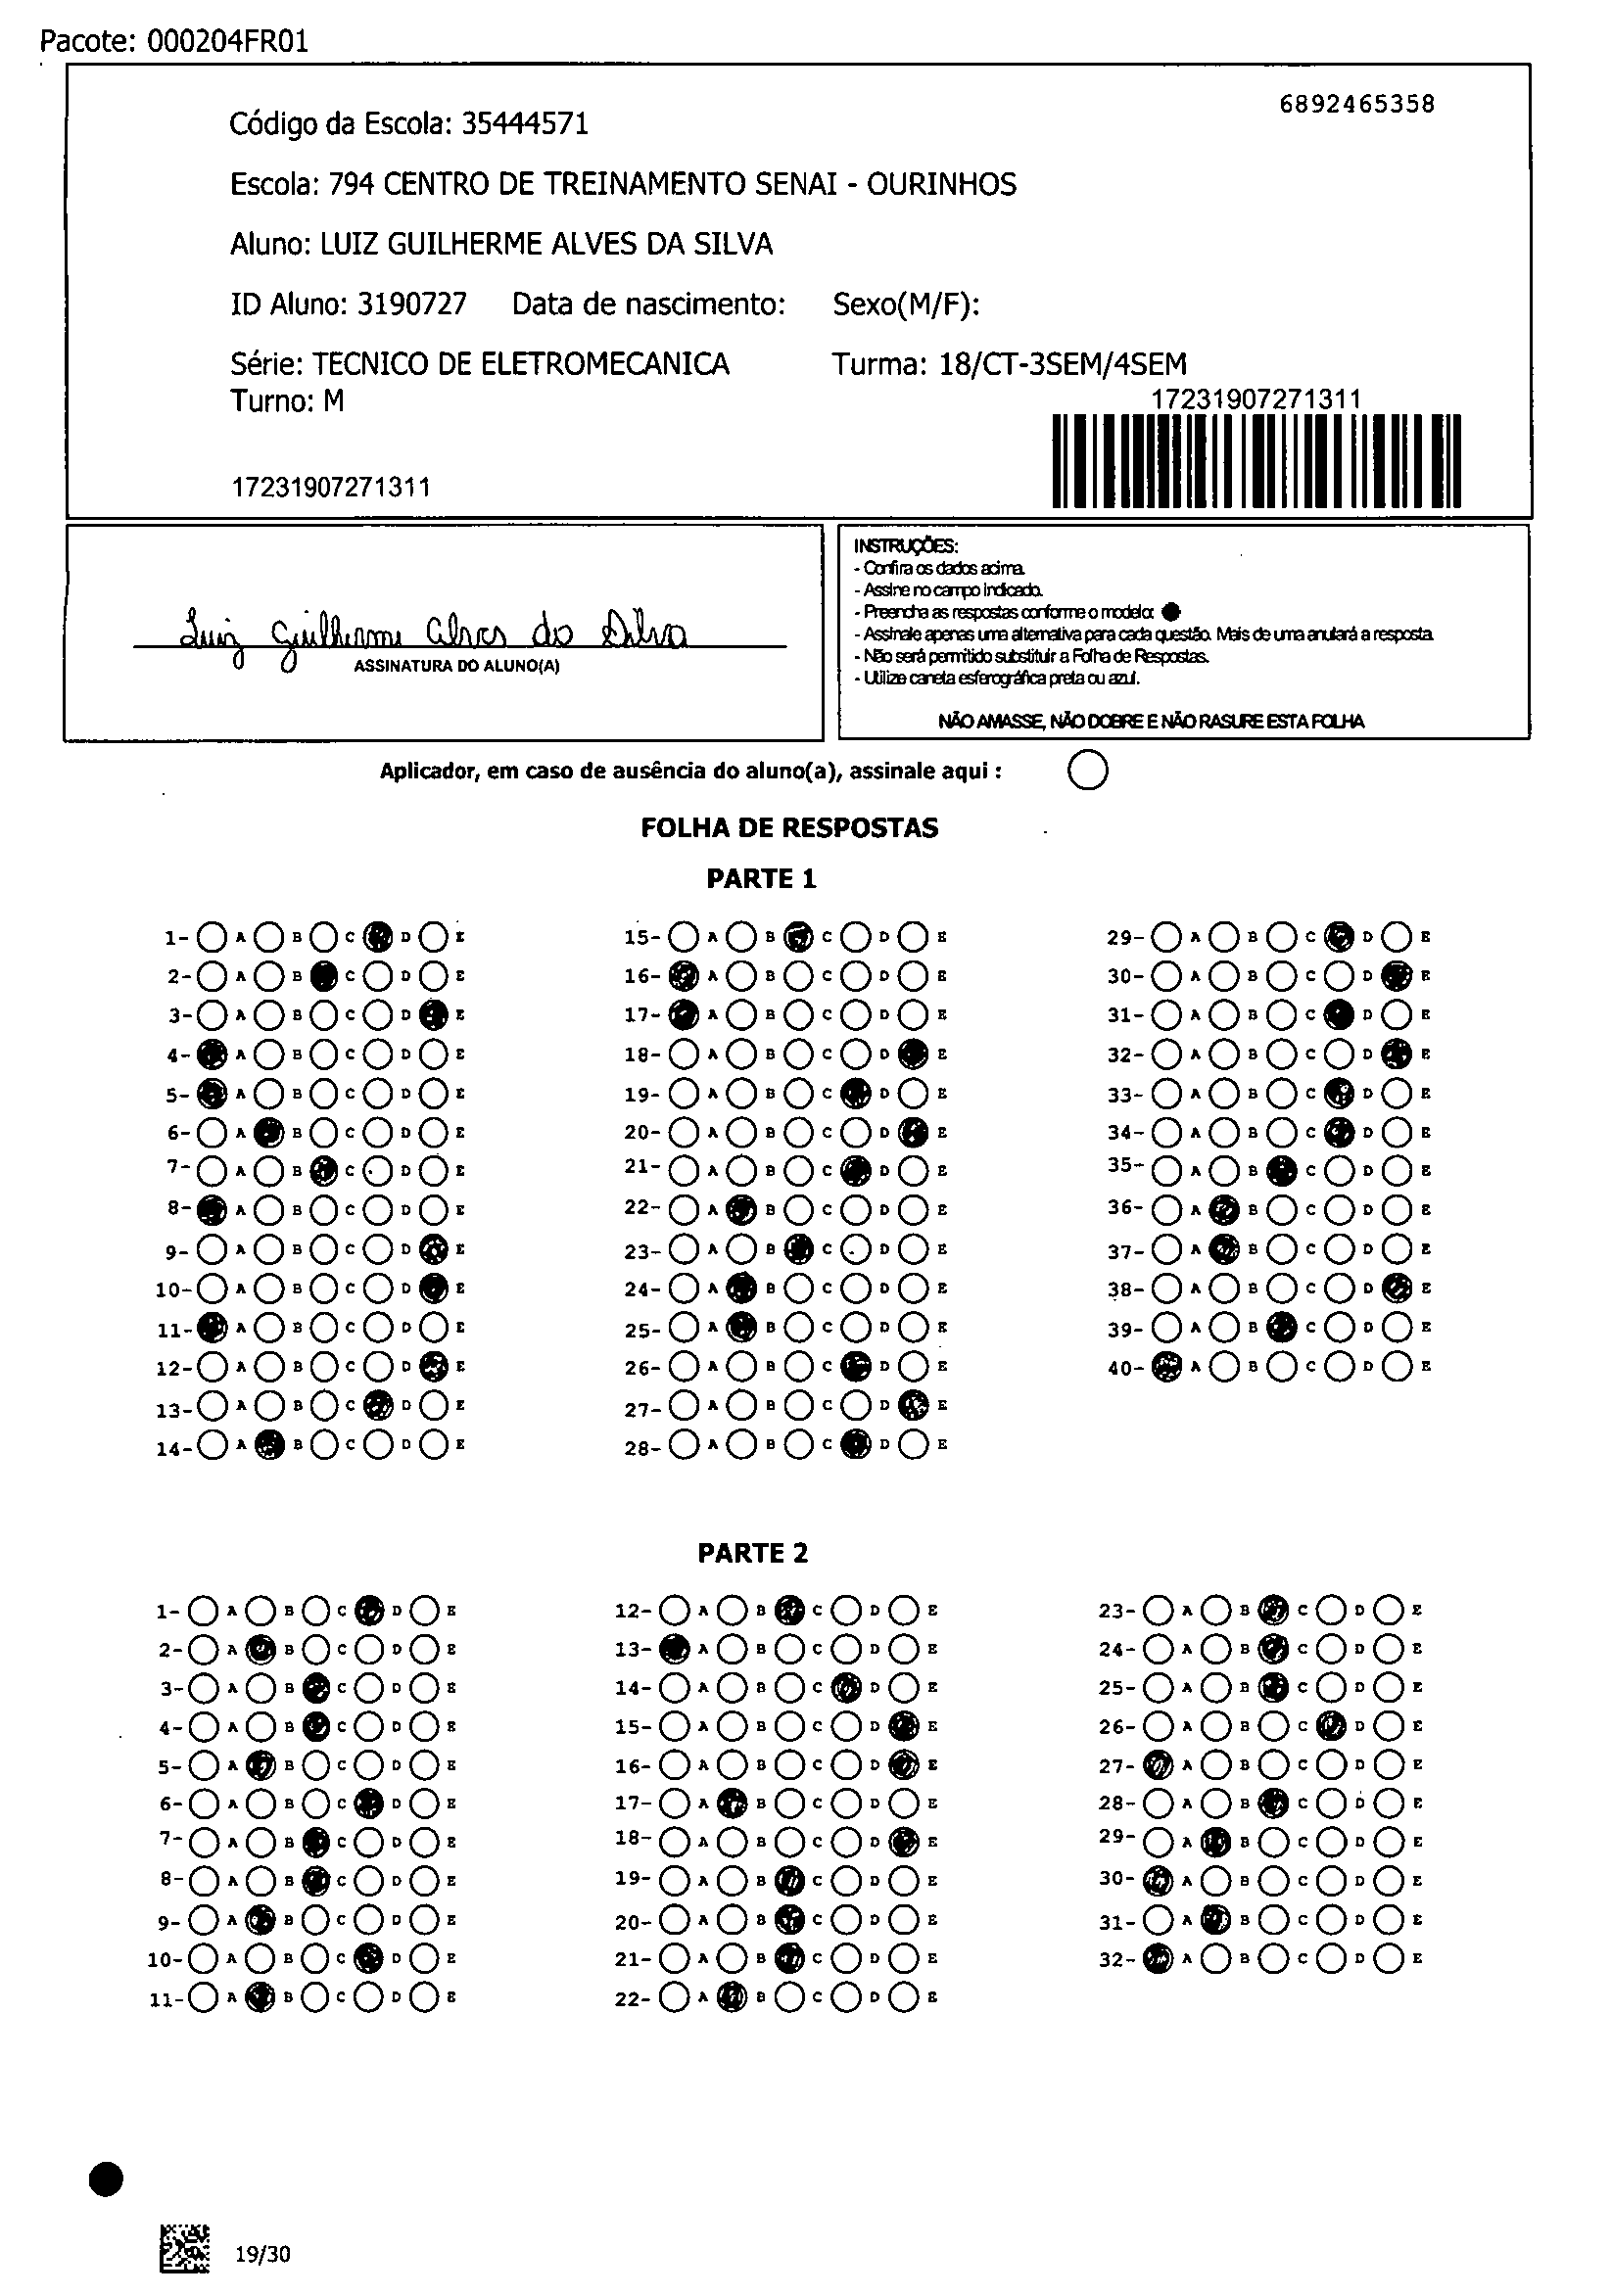 Pacote: 000204FR01
6892465358
Código da Escola: 35444571
Escola: 794 CENTRO DE TREINAMENTO SENAI - OURINHOS
Aluno: LUIZ GUILHERME ALVES DA SILVA
ID Aluno: 3190727 Data de nascimento: Sexo(M/F):
Série: TECNICO DE ELETROMECANICA Turma: 18/CT-3SEM/4SEM
Turno: M 17231907271311
17231907271311
Luiz Guilherme Alves da Silva
ASSINATURA DO ALUNO(A)
INSTRUÇÕES:
- Confira os dados acima.
- Assine no campo indicado.
- Preencha as respostas conforme o modelo:
- Assinale apenas uma alternativa para cada questão. Mais de uma anulará a resposta.
- Não será permitido substituir a Folha de Respostas.
- Utilize caneta esferográfica preta ou azul.
NÃO AMASSE, NÃO DOBRE E NÃO RASURE ESTA FOLHA
Aplicador, em caso de ausência do aluno(a), assinale aqui :
FOLHA DE RESPOSTAS
PARTE 1
1- A B C D E 15- A B C D E 29- A B C D E
2- A B C D E 16- A B C D E 30- A B C D E
3- A B C D E 17- A B C D E 31- A B C D E
4- A B C D E 18- A B C D E 32- A B C D E
5- A B C D E 19- A B C D E 33- A B C D E
6- A B C D E 20- A B C D E 34- A B C D E
7- A B C D E 21- A B C D E 35- A B C D E
8- A B C D E 22- A B C D E 36- A B C D E
9- A B C D E 23- A B C D E 37- A B C D E
10- A B C D E 24- A B C D E 38- A B C D E
11- A B C D E 25- A B C D E 39- A B C D E
12- A B C D E 26- A B C D E 40- A B C D E
13- A B C D E 27- A B C D E
14- A B C D E 28- A B C D E
PARTE 2
1- A B C D E 12- A B C D E 23- A B C D E
2- A B C D E 13- A B C D E 24- A B C D E
3- A B C D E 14- A B C D E 25- A B C D E
4- A B C D E 15- A B C D E 26- A B C D E
5- A B C D E 16- A B C D E 27- A B C D E
6- A B C D E 17- A B C D E 28- A B C D E
7- A B C D E 18- A B C D E 29- A B C D E
8- A B C D E 19- A B C D E 30- A B C D E
9- A B C D E 20- A B C D E 31- A B C D E
10- A B C D E 21- A B C D E 32- A B C D E
11- A B C D E 22- A B C D E
19/30